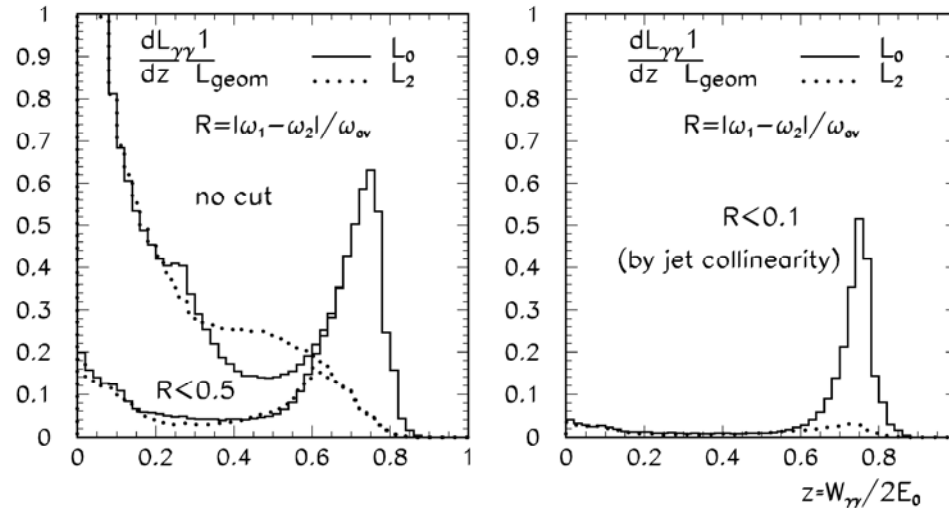 dL_γγ 1
dz L_geom
L_0
L_2
R=|ω_1−ω_2|/ω_av
no cut
R<0.5
1
0.9
0.8
0.7
0.6
0.5
0.4
0.3
0.2
0.1
0
0 0.2 0.4 0.6 0.8 1
dL_γγ 1
dz L_geom
L_0
L_2
R=|ω_1−ω_2|/ω_av
R<0.1
(by jet collinearity)
1
0.9
0.8
0.7
0.6
0.5
0.4
0.3
0.2
0.1
0
0 0.2 0.4 0.6 0.8
z=W_γγ/2E_0